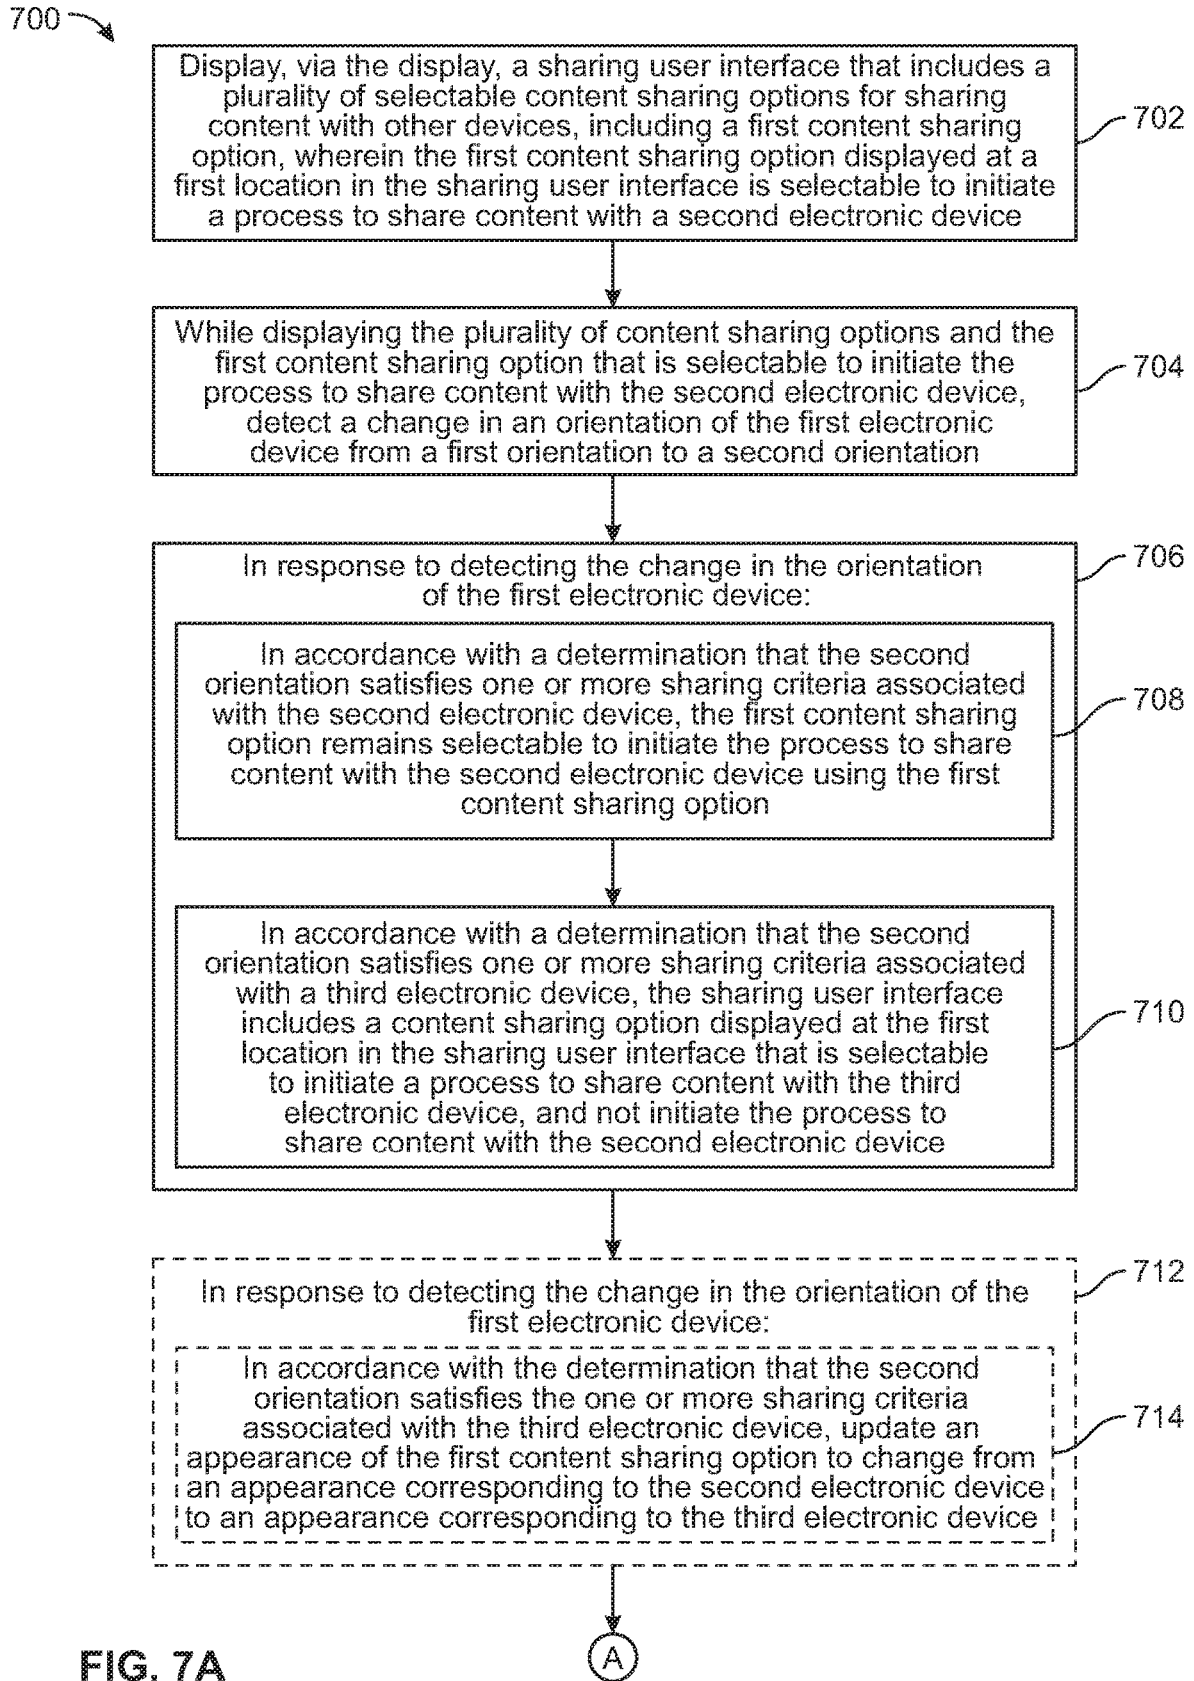 700
Display, via the display, a sharing user interface that includes a
plurality of selectable content sharing options for sharing
content with other devices, including a first content sharing
option, wherein the first content sharing option displayed at a
first location in the sharing user interface is selectable to initiate
a process to share content with a second electronic device
702
While displaying the plurality of content sharing options and the
first content sharing option that is selectable to initiate the
process to share content with the second electronic device,
detect a change in an orientation of the first electronic
device from a first orientation to a second orientation
704
In response to detecting the change in the orientation
of the first electronic device:
706
In accordance with a determination that the second
orientation satisfies one or more sharing criteria associated
with the second electronic device, the first content sharing
option remains selectable to initiate the process to share
content with the second electronic device using the first
content sharing option
708
In accordance with a determination that the second
orientation satisfies one or more sharing criteria associated
with a third electronic device, the sharing user interface
includes a content sharing option displayed at the first
location in the sharing user interface that is selectable
to initiate a process to share content with the third
electronic device, and not initiate the process to
share content with the second electronic device
710
In response to detecting the change in the orientation of the
first electronic device:
712
In accordance with the determination that the second
orientation satisfies the one or more sharing criteria
associated with the third electronic device, update an
appearance of the first content sharing option to change from
an appearance corresponding to the second electronic device
to an appearance corresponding to the third electronic device
714
A
FIG. 7A